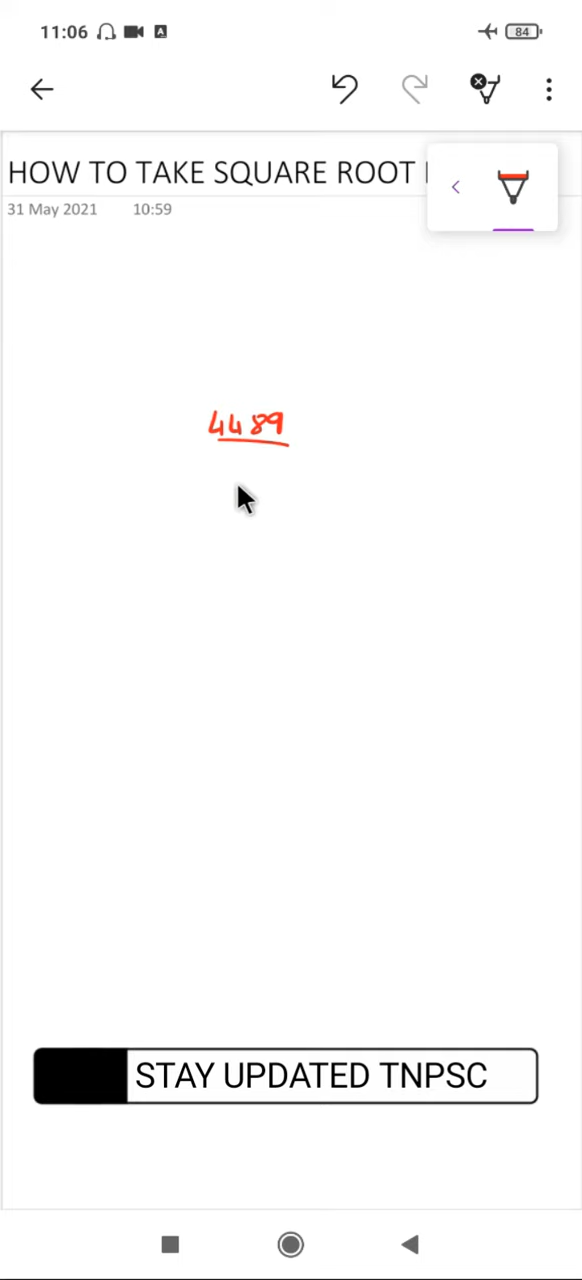 11:06 A 84
HOW TO TAKE SQUARE ROOT
31 May 2021 10:59
4489
STAY UPDATED TNPSC